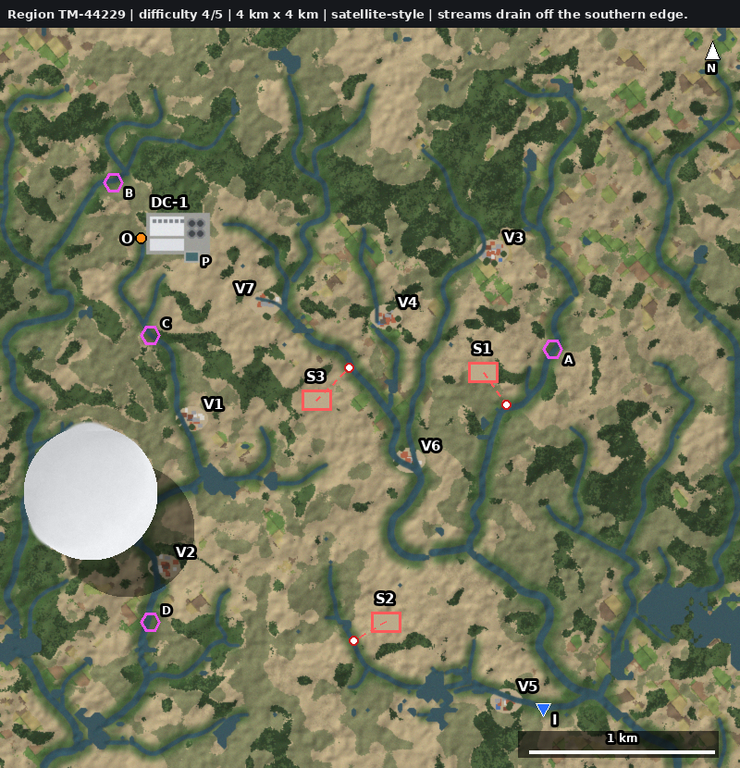 Region TM-44229 | difficulty 4/5 | 4 km x 4 km | satellite-style | streams drain off the southern edge.
N
B
DC-1
O
P
V3
V7
V4
C
A
S1
S3
V1
V6
V2
D
S2
V5
I
1 km